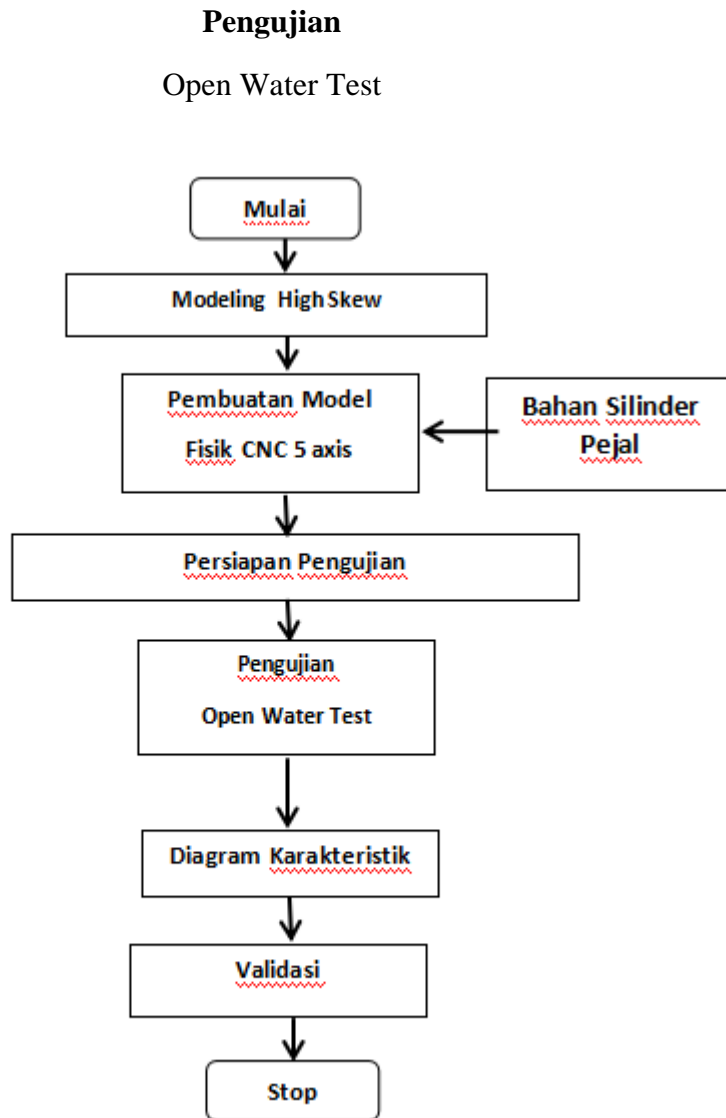 Pengujian
Open Water Test
Mulai
Modeling High Skew
Pembuatan Model
Fisik CNC 5 axis
Bahan Silinder
Pejal
Persiapan Pengujian
Pengujian
Open Water Test
Diagram Karakteristik
Validasi
Stop